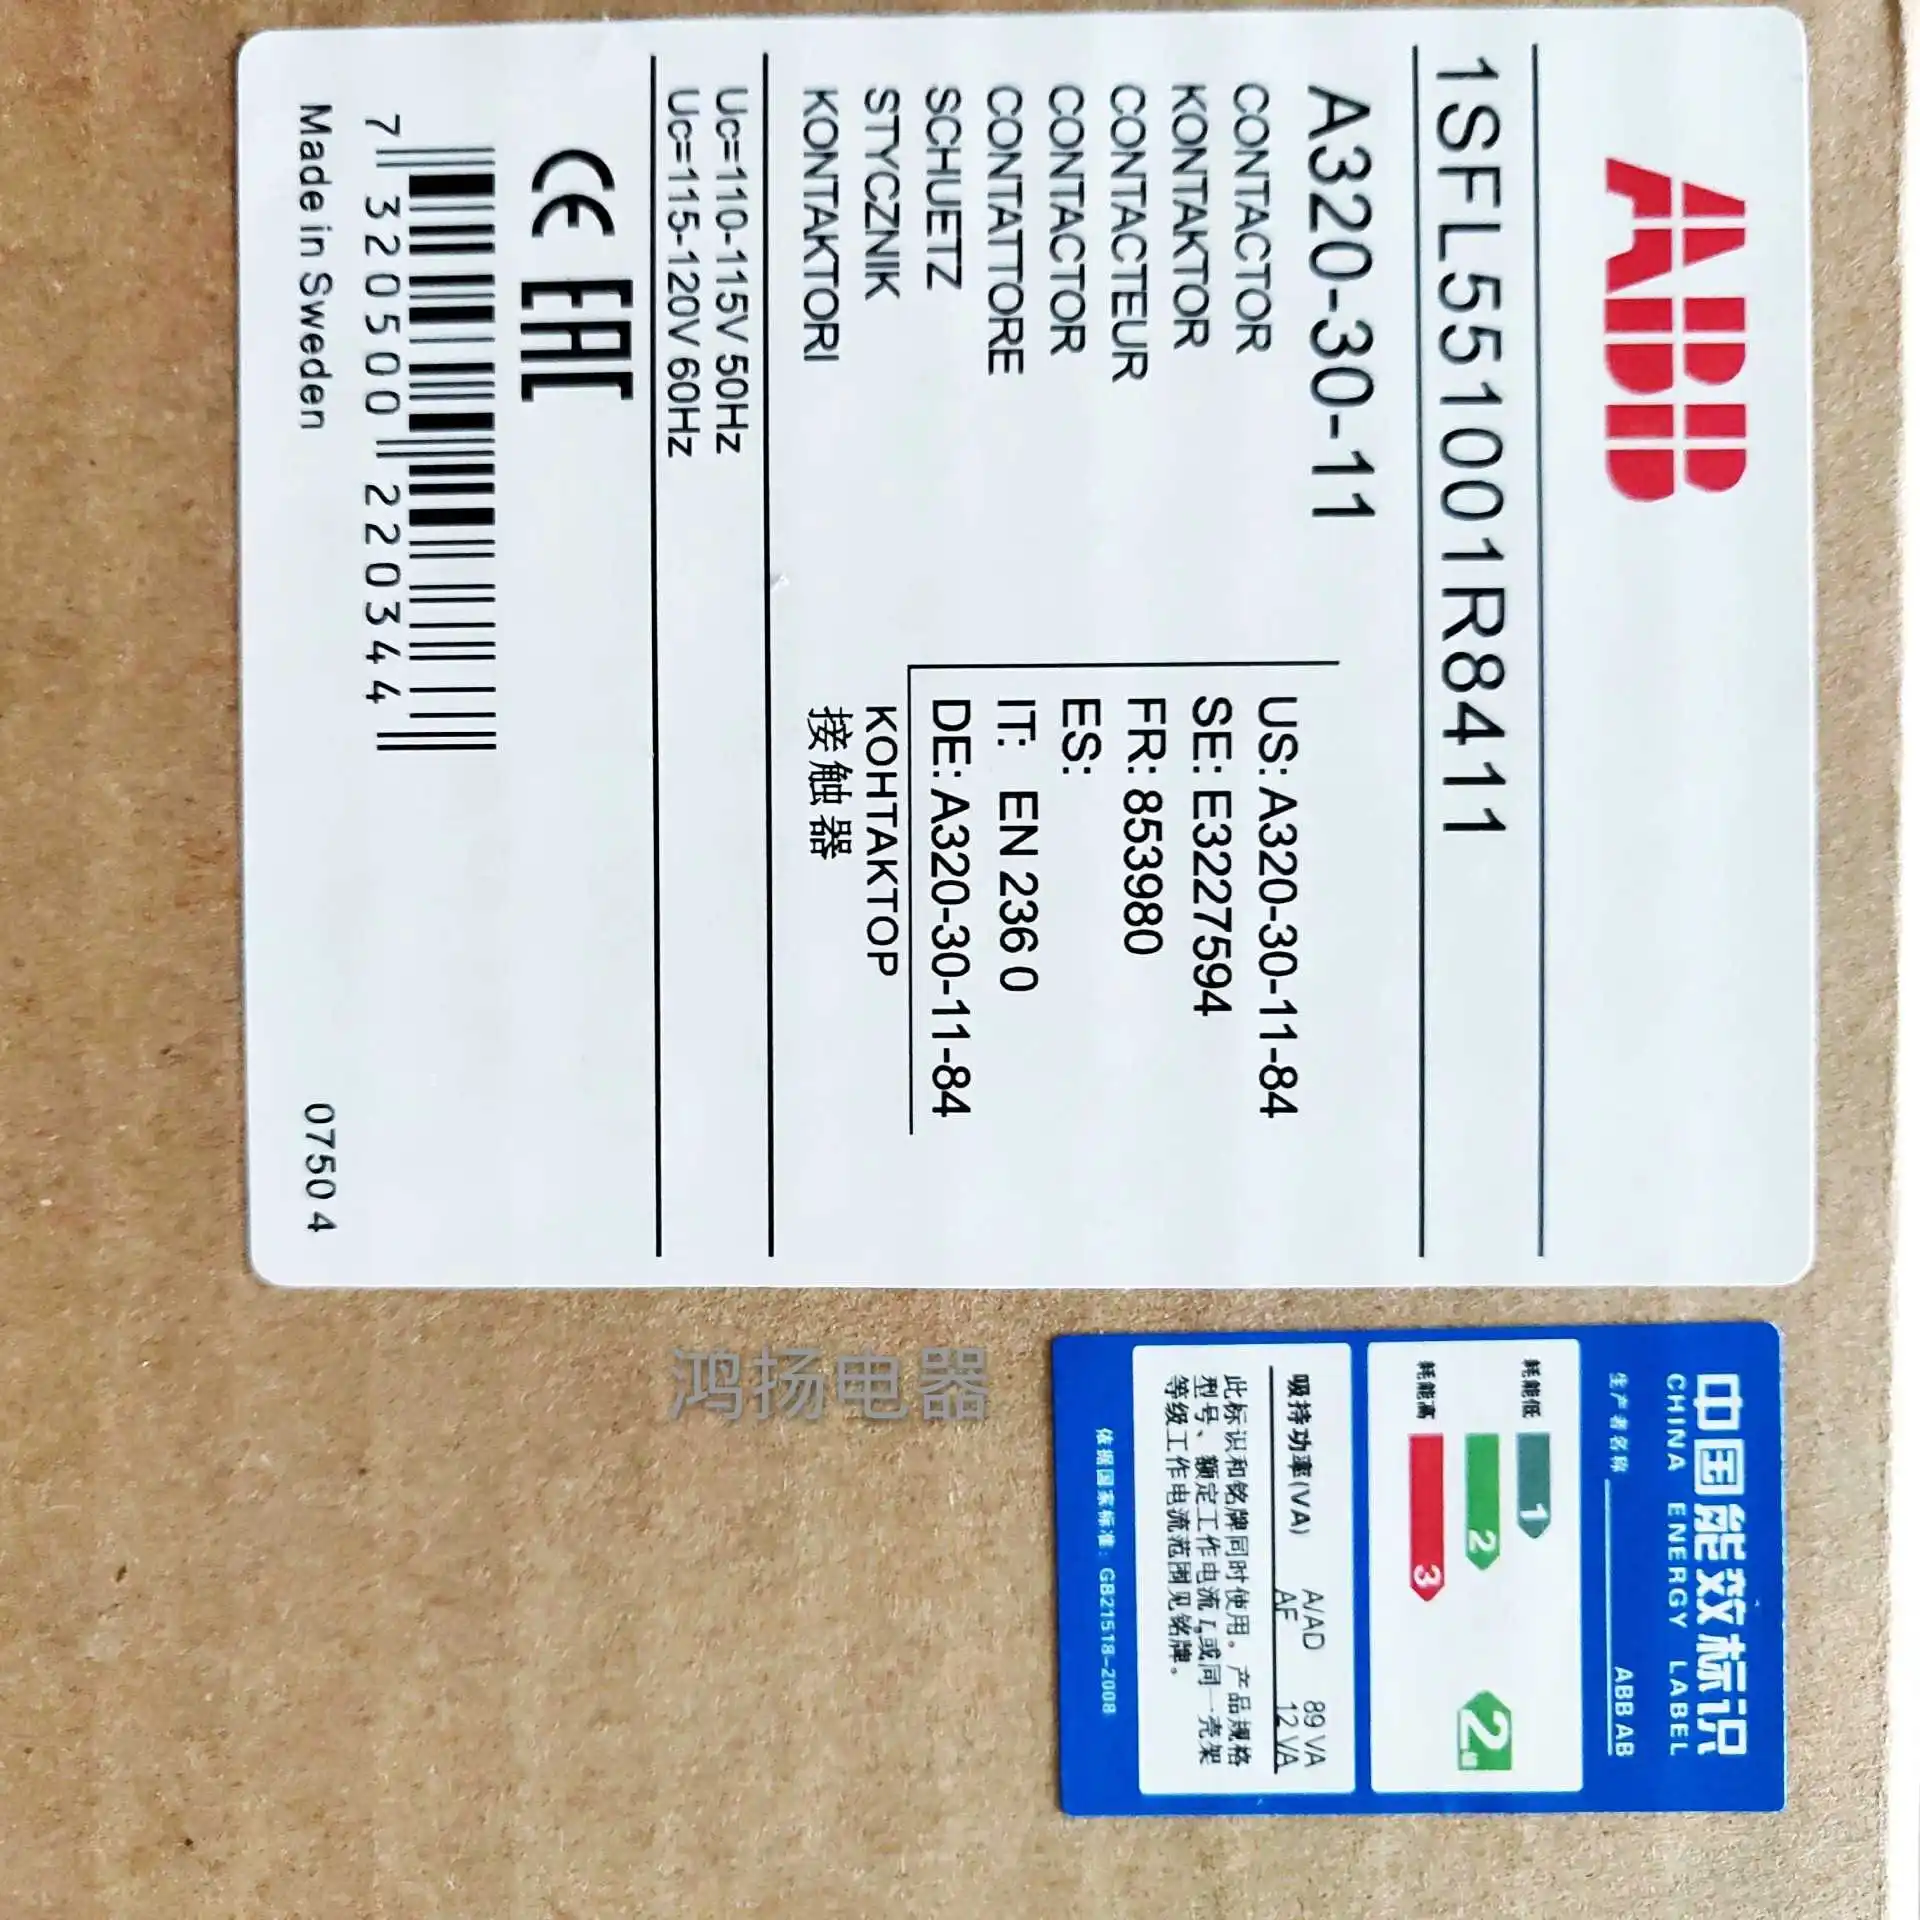 ABB
1SFL551001R8411
A320-30-11
CONTACTOR
KONTAKTOR
CONTACTEUR
CONTACTOR
CONTATTORE
SCHUETZ
STYCZNIK
KONTAKTORI
US: A320-30-11-84
SE: E3227594
FR: 853980
ES:
IT: EN 236 0
DE: A320-30-11-84
КОНТАКТОР
接触器
Uc=110-115V 50Hz
Uc=115-120V 60Hz
CE EAC
7 320500 220344
Made in Sweden
0750 4
中国能效标识
CHINA ENERGY LABEL
生产者名称 ABB AB
耗能低
1
2
3
耗能高
2级
吸持功率(VA) A/AD 89 VA
AF 12 VA
此标识和铭牌同时使用。产品规格
型号、额定工作电流Ie或同一壳架
等级工作电流范围见铭牌。
依据国家标准：GB21518-2008
鸿扬电器